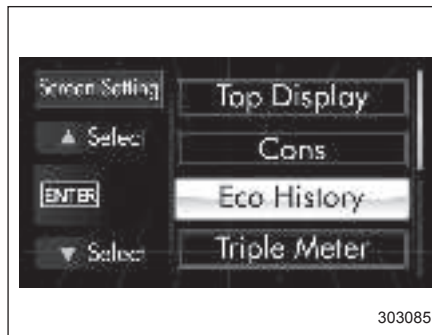 Screen Setting
Top Display
▲ Select
Cons
ENTER
Eco History
▼ Select
Triple Meter
303085